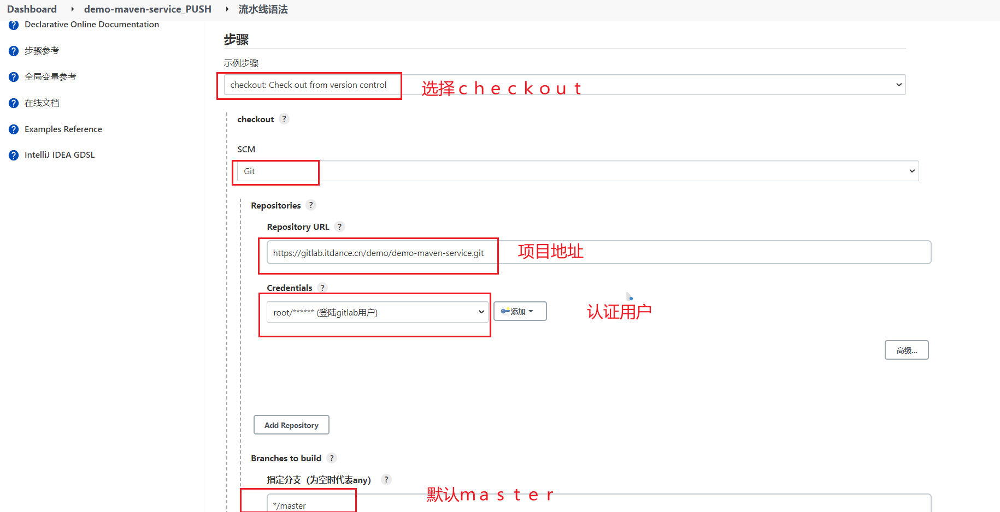 Dashboard demo-maven-service_PUSH 流水线语法
Declarative Online Documentation
步骤参考
全局变量参考
在线文档
Examples Reference
IntelliJ IDEA GDSL
步骤
示例步骤
checkout: Check out from version control
选择ｃｈｅｃｋｏｕｔ
checkout ?
SCM
Git
Repositories ?
Repository URL ?
https://gitlab.itdance.cn/demo/demo-maven-service.git
项目地址
Credentials ?
root/****** (登陆gitlab用户)
添加
认证用户
高级...
Add Repository
Branches to build ?
指定分支（为空时代表any） ?
*/master
默认ｍａｓｔｅｒ